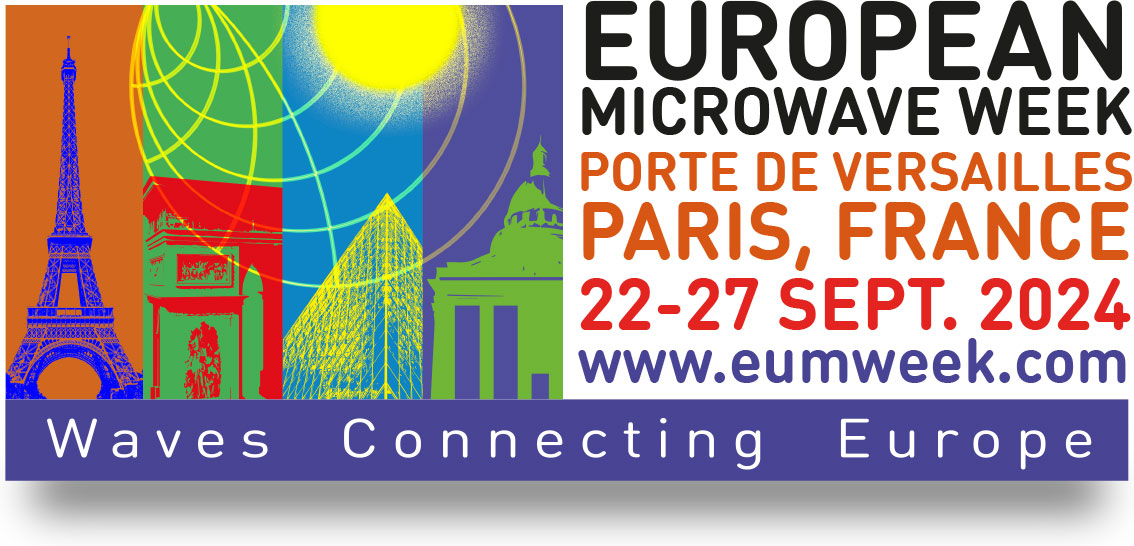 EUROPEAN
MICROWAVE WEEK
PORTE DE VERSAILLES
PARIS, FRANCE
22-27 SEPT. 2024
www.eumweek.com
Waves Connecting Europe